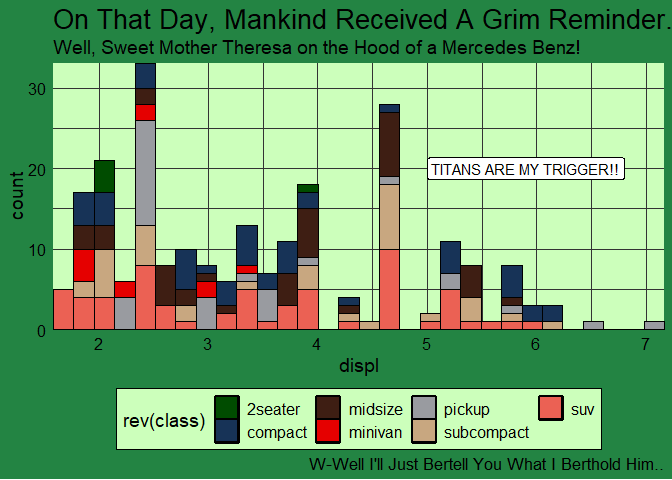 On That Day, Mankind Received A Grim Reminder.
Well, Sweet Mother Theresa on the Hood of a Mercedes Benz!
count
30
20
10
0
TITANS ARE MY TRIGGER!!
2 3 4 5 6 7
displ
rev(class)
2seater midsize pickup suv
compact minivan subcompact
W-Well I'll Just Bertell You What I Berthold Him..